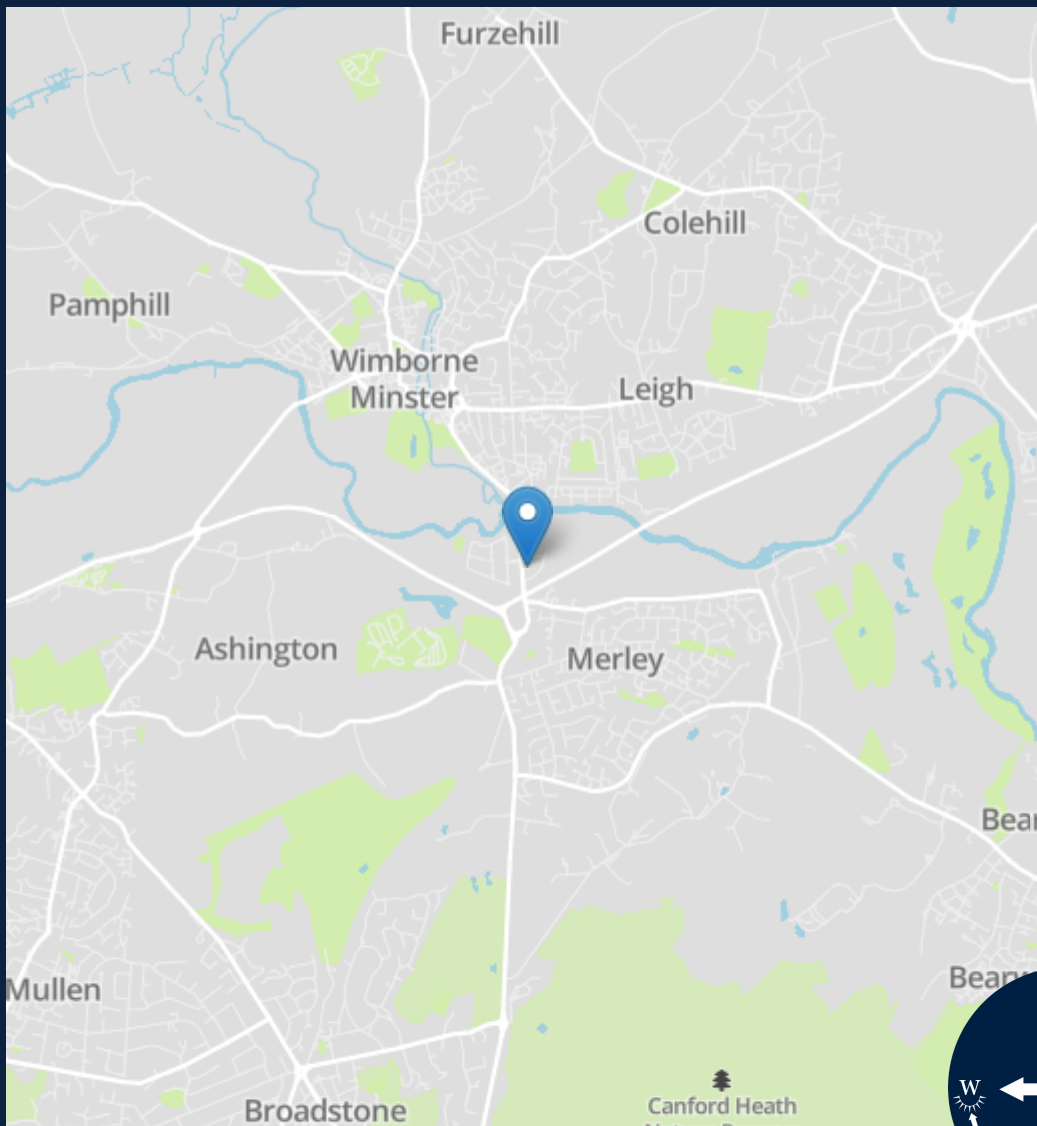 Furzehill
Colehill
Pamphill
Wimborne
Minster
Leigh
Ashington
Merley
Mullen
Broadstone
Canford Heath
W